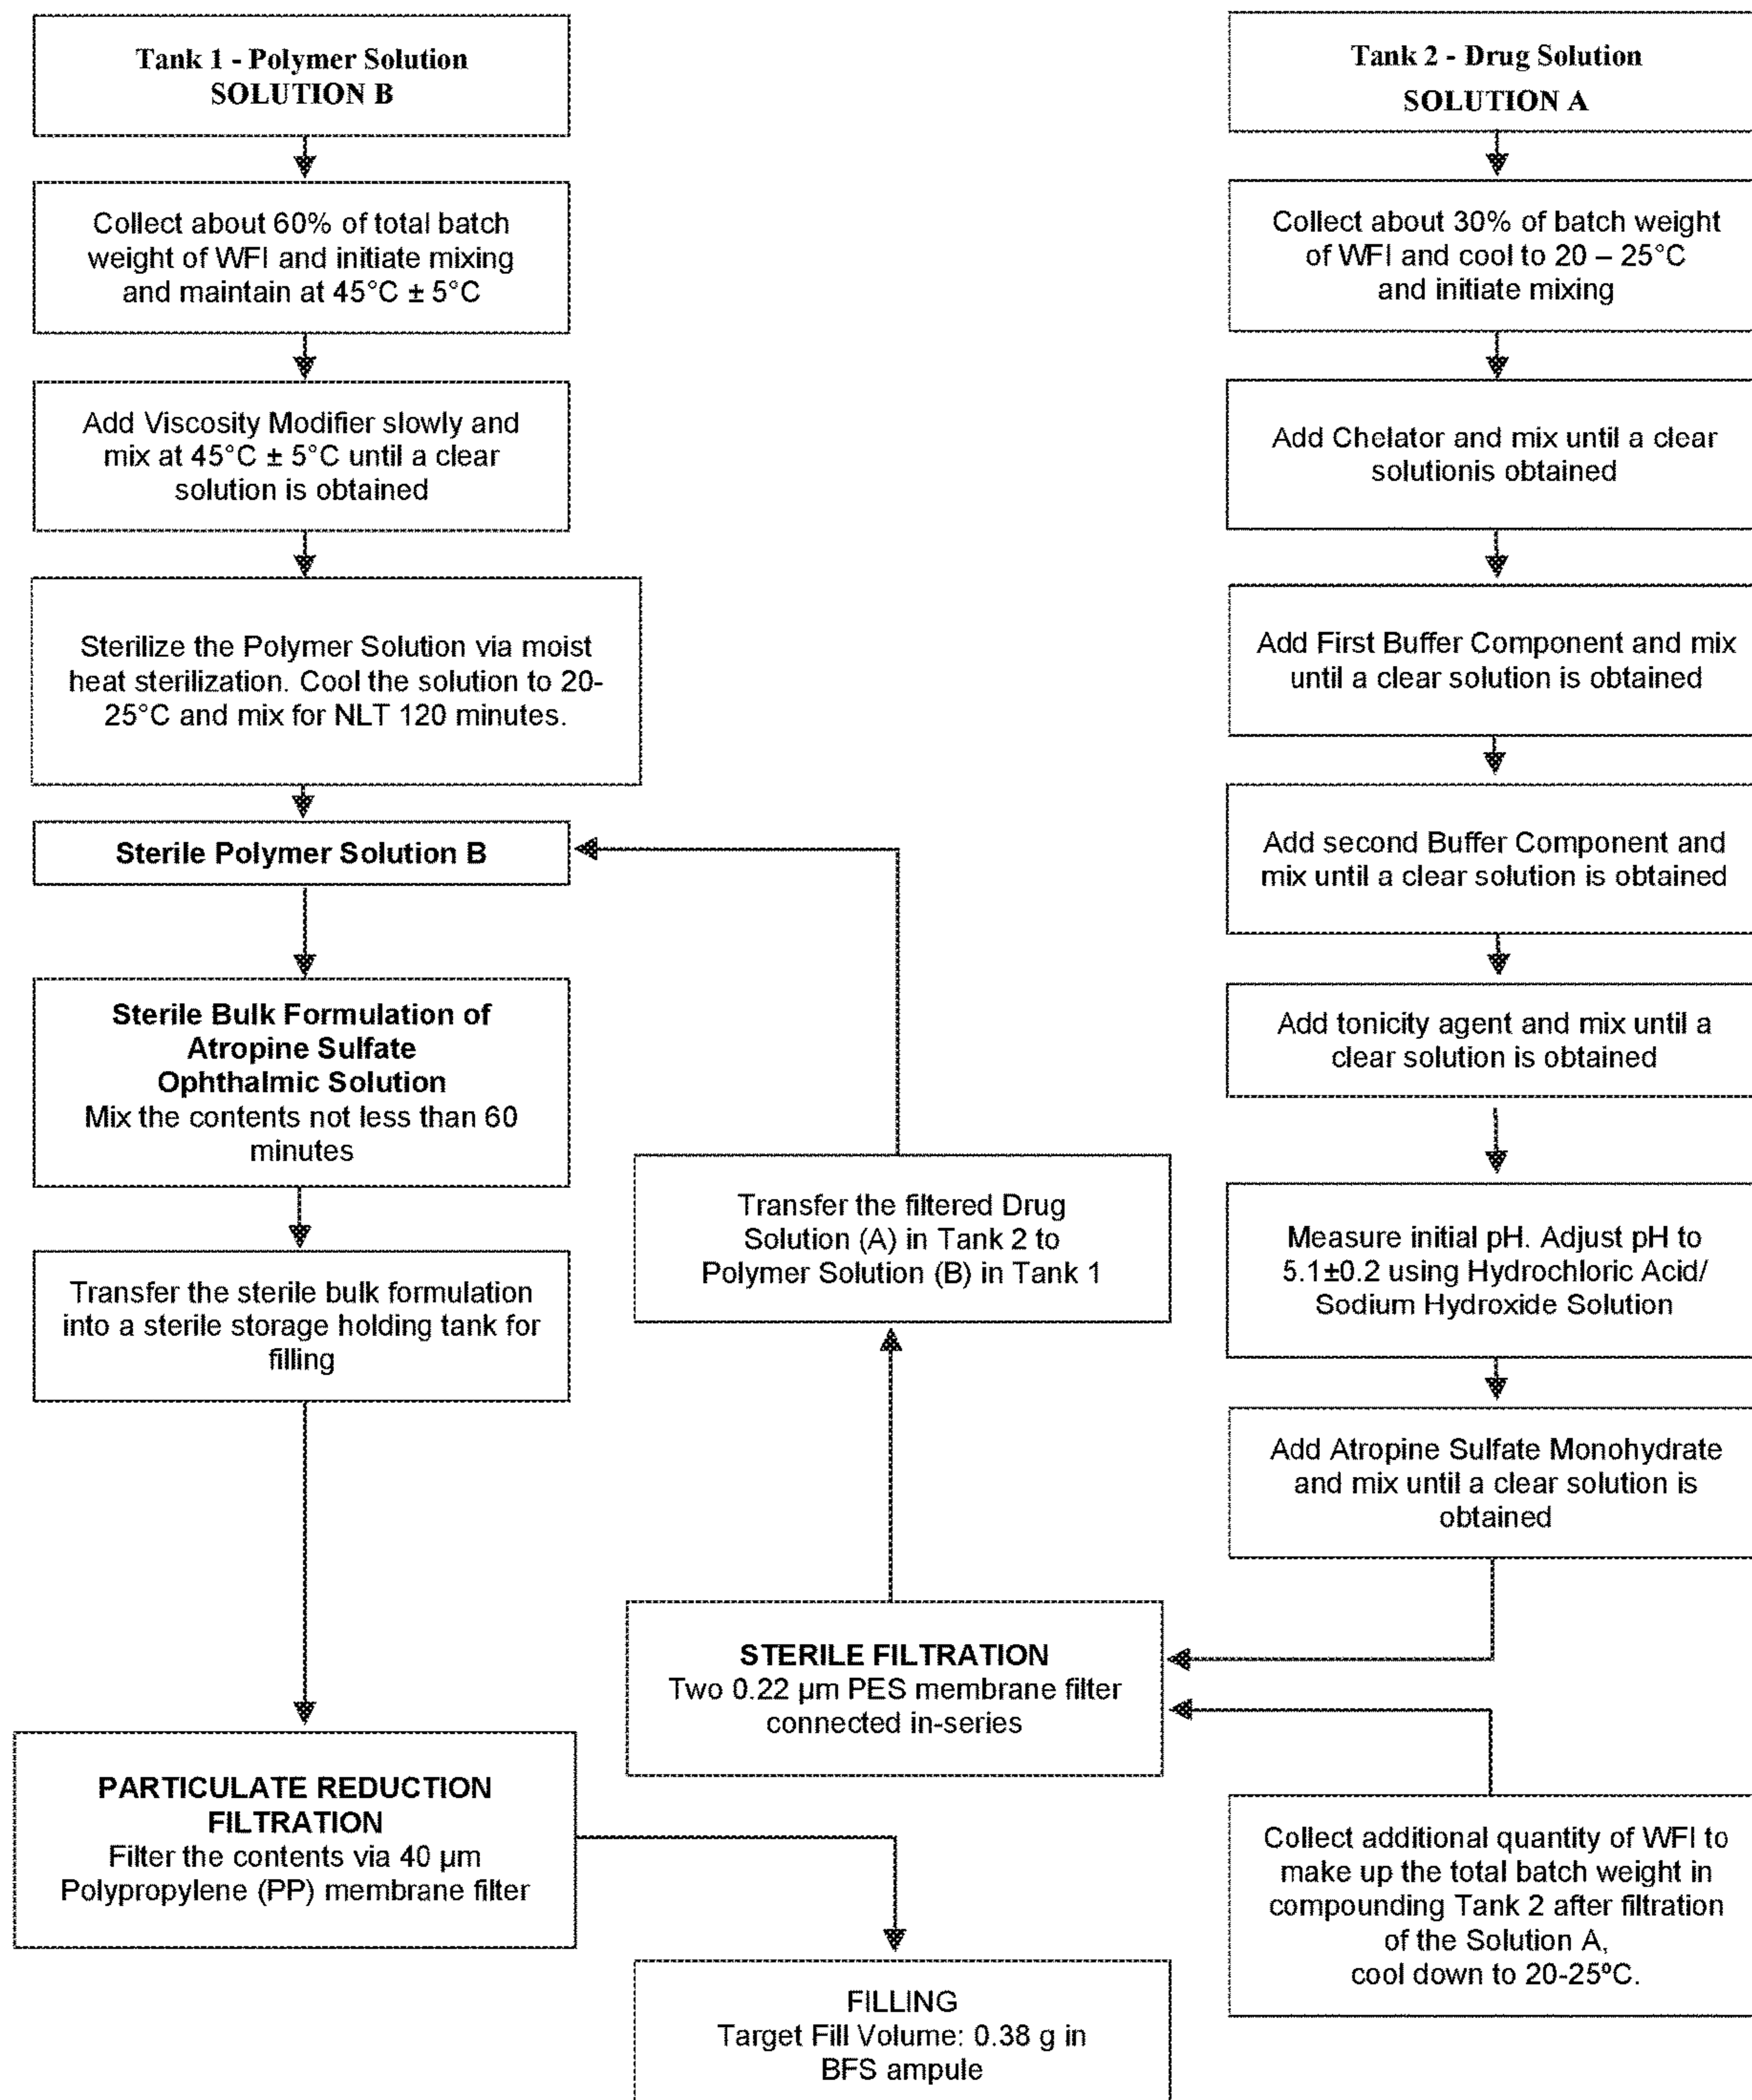 Tank 1 - Polymer Solution
SOLUTION B
Collect about 60% of total batch
weight of WFI and initiate mixing
and maintain at 45°C ± 5°C
Add Viscosity Modifier slowly and
mix at 45°C ± 5°C until a clear
solution is obtained
Sterilize the Polymer Solution via moist
heat sterilization. Cool the solution to 20-
25°C and mix for NLT 120 minutes.
Sterile Polymer Solution B
Sterile Bulk Formulation of
Atropine Sulfate
Ophthalmic Solution
Mix the contents not less than 60
minutes
Transfer the sterile bulk formulation
into a sterile storage holding tank for
filling
PARTICULATE REDUCTION
FILTRATION
Filter the contents via 40 µm
Polypropylene (PP) membrane filter
Tank 2 - Drug Solution
SOLUTION A
Collect about 30% of batch weight
of WFI and cool to 20 – 25°C
and initiate mixing
Add Chelator and mix until a clear
solutionis obtained
Add First Buffer Component and mix
until a clear solution is obtained
Add second Buffer Component and
mix until a clear solution is obtained
Add tonicity agent and mix until a
clear solution is obtained
Measure initial pH. Adjust pH to
5.1±0.2 using Hydrochloric Acid/
Sodium Hydroxide Solution
Add Atropine Sulfate Monohydrate
and mix until a clear solution is
obtained
Collect additional quantity of WFI to
make up the total batch weight in
compounding Tank 2 after filtration
of the Solution A,
cool down to 20-25ºC.
STERILE FILTRATION
Two 0.22 µm PES membrane filter
connected in-series
Transfer the filtered Drug
Solution (A) in Tank 2 to
Polymer Solution (B) in Tank 1
FILLING
Target Fill Volume: 0.38 g in
BFS ampule